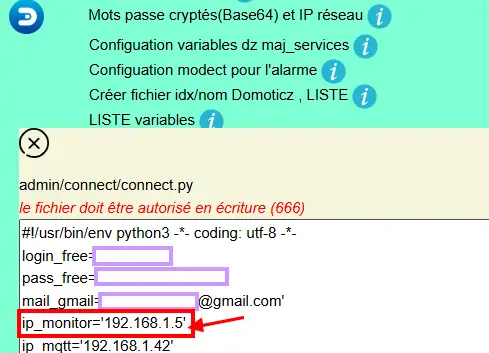 Mots passe cryptés(Base64) et IP réseau
Configuation variables dz maj_services
Configuation modect pour l'alarme
Créer fichier idx/nom Domoticz , LISTE
LISTE variables
admin/connect/connect.py
le fichier doit être autorisé en écriture (666)
#!/usr/bin/env python3 -*- coding: utf-8 -*-
login_free=
pass_free=
mail_gmail= @gmail.com'
ip_monitor='192.168.1.5'
ip_mqtt='192.168.1.42'